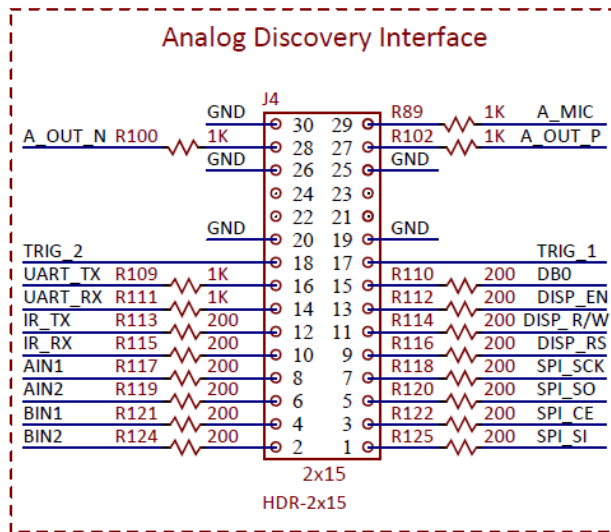 Analog Discovery Interface
J4
GND 30 29 R89 1K A_MIC
A_OUT_N R100 1K 28 27 R102 1K A_OUT_P
GND 26 25 GND
24 23
22 21
GND 20 19 GND
TRIG_2 18 17 TRIG_1
UART_TX R109 1K 16 15 R110 200 DB0
UART_RX R111 1K 14 13 R112 200 DISP_EN
IR_TX R113 200 12 11 R114 200 DISP_R/W
IR_RX R115 200 10 9 R116 200 DISP_RS
AIN1 R117 200 8 7 R118 200 SPI_SCK
AIN2 R119 200 6 5 R120 200 SPI_SO
BIN1 R121 200 4 3 R122 200 SPI_CE
BIN2 R124 200 2 1 R125 200 SPI_SI
2x15
HDR-2x15